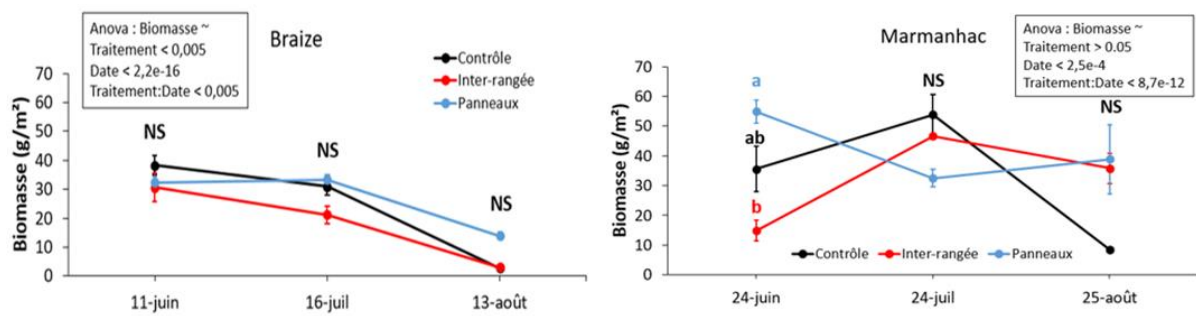 Anova : Biomasse ~
Traitement < 0,005
Date < 2,2e-16
Traitement:Date < 0,005
Braize
Contrôle
Inter-rangée
Panneaux
Biomasse (g/m²)
70
60
50
40
30
20
10
0
NS
NS
NS
11-juin
16-juil
13-août
Marmanhac
Anova : Biomasse ~
Traitement > 0.05
Date < 2,5e-4
Traitement:Date < 8,7e-12
Biomasse (g/m²)
70
60
50
40
30
20
10
0
a
ab
b
NS
NS
Contrôle
Inter-rangée
Panneaux
24-juin
24-juil
25-août